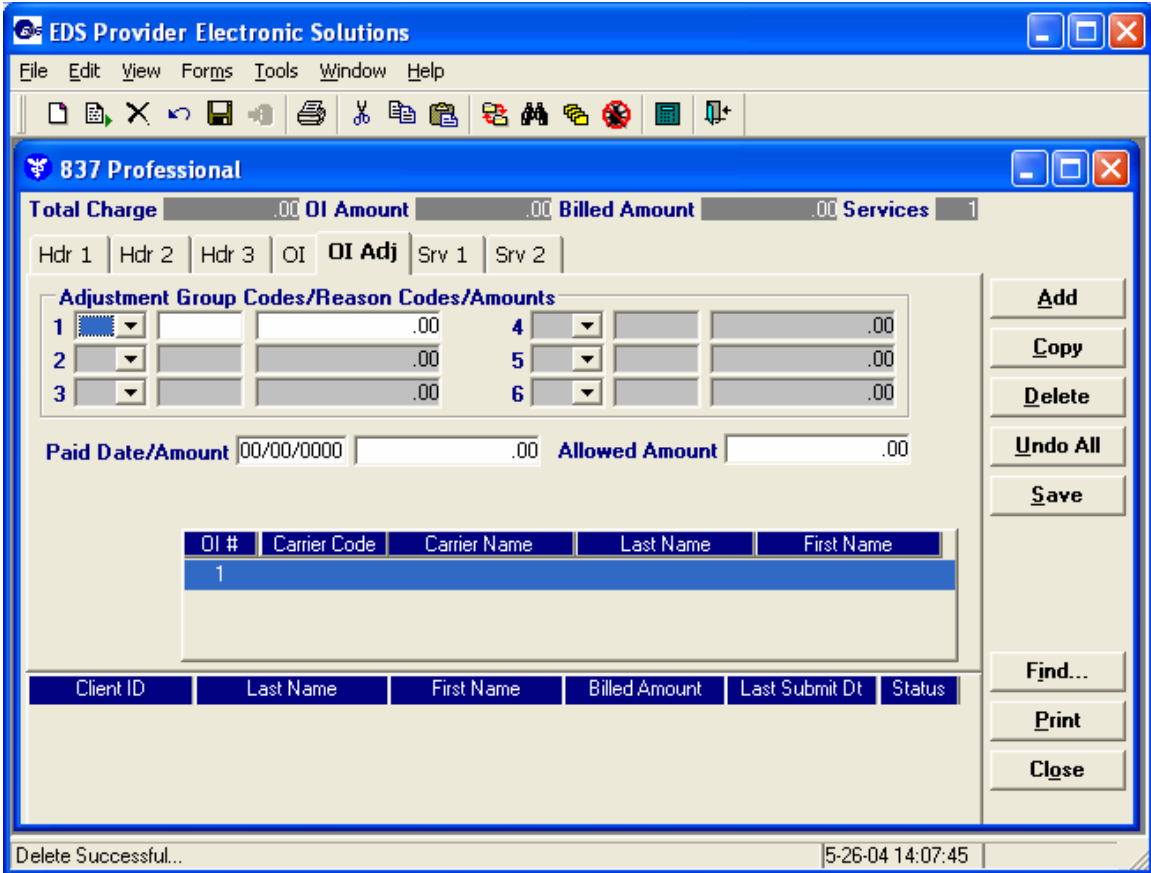 EDS Provider Electronic Solutions
File Edit View Forms Tools Window Help
837 Professional
Total Charge .00 OI Amount .00 Billed Amount .00 Services 1
Hdr 1 Hdr 2 Hdr 3 OI OI Adj Srv 1 Srv 2
Adjustment Group Codes/Reason Codes/Amounts
1 .00 4 .00
2 .00 5 .00
3 .00 6 .00
Paid Date/Amount 00/00/0000 .00 Allowed Amount .00
OI # Carrier Code Carrier Name Last Name First Name
1
Client ID Last Name First Name Billed Amount Last Submit Dt Status
Add
Copy
Delete
Undo All
Save
Find...
Print
Close
Delete Successful... 5-26-04 14:07:45